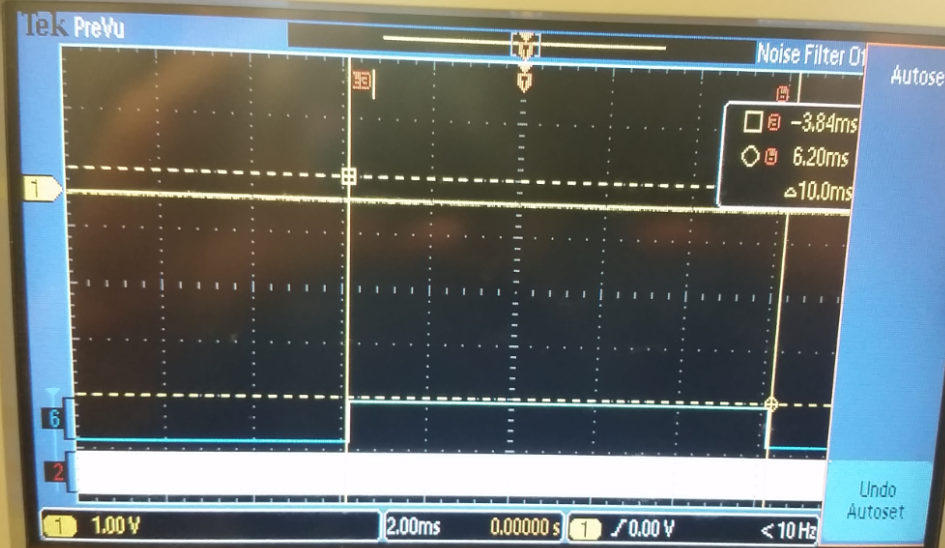 Tek PreVu
Noise Filter Of
Autose
-3.84ms
6.20ms
△10.0ms
1
6
2
1 1.00 V
2.00ms 0.00000 s
1 ∫ 0.00 V < 10 Hz
Undo
Autoset